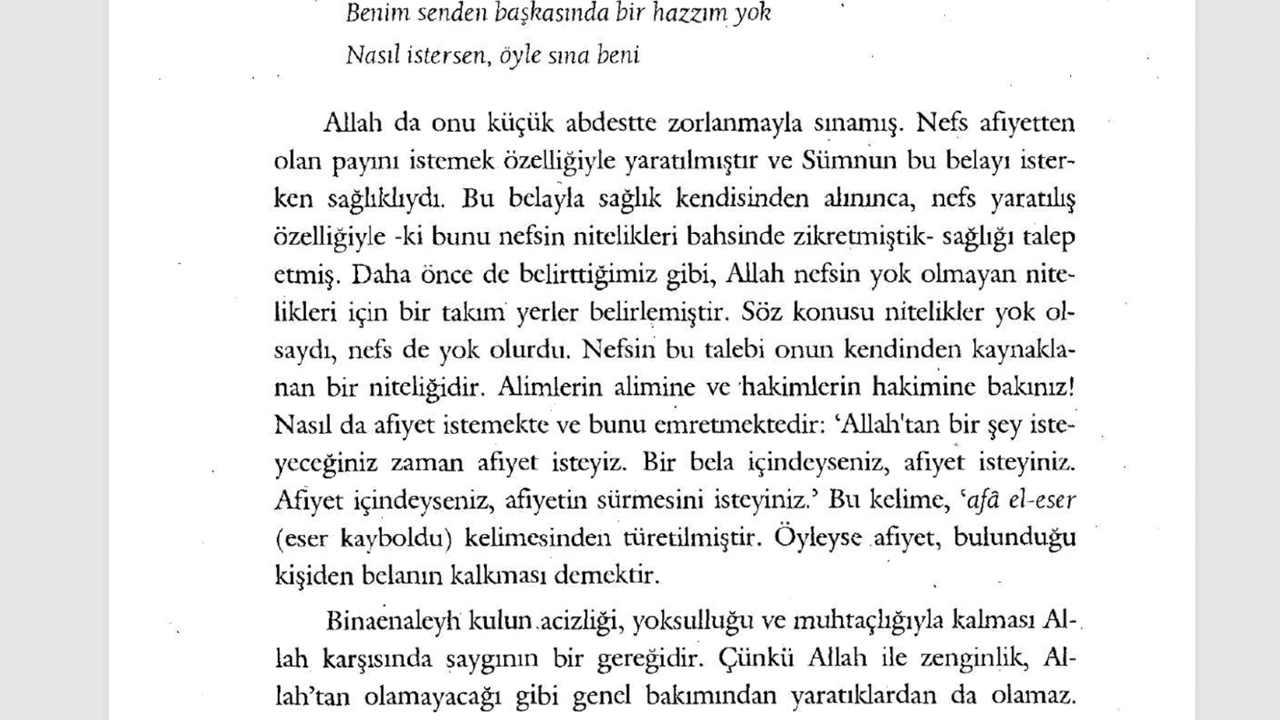 Benim senden başkasında bir hazzım yok
Nasıl istersen, öyle sına beni
Allah da onu küçük abdestte zorlanmayla sınamış. Nefs afiyetten
olan payını istemek özelliğiyle yaratılmıştır ve Sümnun bu belayı ister-
ken sağlıklıydı. Bu belayla sağlık kendisinden alınınca, nefs yaratılış
özelliğiyle -ki bunu nefsin nitelikleri bahsinde zikretmiştik- sağlığı talep
etmiş. Daha önce de belirttiğimiz gibi, Allah nefsin yok olmayan nite-
likleri için bir takım yerler belirlemiştir. Söz konusu nitelikler yok ol-
saydı, nefs de yok olurdu. Nefsin bu talebi onun kendinden kaynakla-
nan bir niteliğidir. Alimlerin alimine ve hakimlerin hakimine bakınız!
Nasıl da afiyet istemekte ve bunu emretmektedir: ‘Allah'tan bir şey iste-
yeceğiniz zaman afiyet isteyiz. Bir bela içindeyseniz, afiyet isteyiniz.
Afiyet içindeyseniz, afiyetin sürmesini isteyiniz.’ Bu kelime, ‘afâ el-eser
(eser kayboldu) kelimesinden türetilmiştir. Öyleyse afiyet, bulunduğu
kişiden belanın kalkması demektir.
Binaenaleyh kulun acizliği, yoksulluğu ve muhtaçlığıyla kalması Al-
lah karşısında saygının bir gereğidir. Çünkü Allah ile zenginlik, Al-
lah’tan olamayacağı gibi genel bakımından yaratıklardan da olamaz.